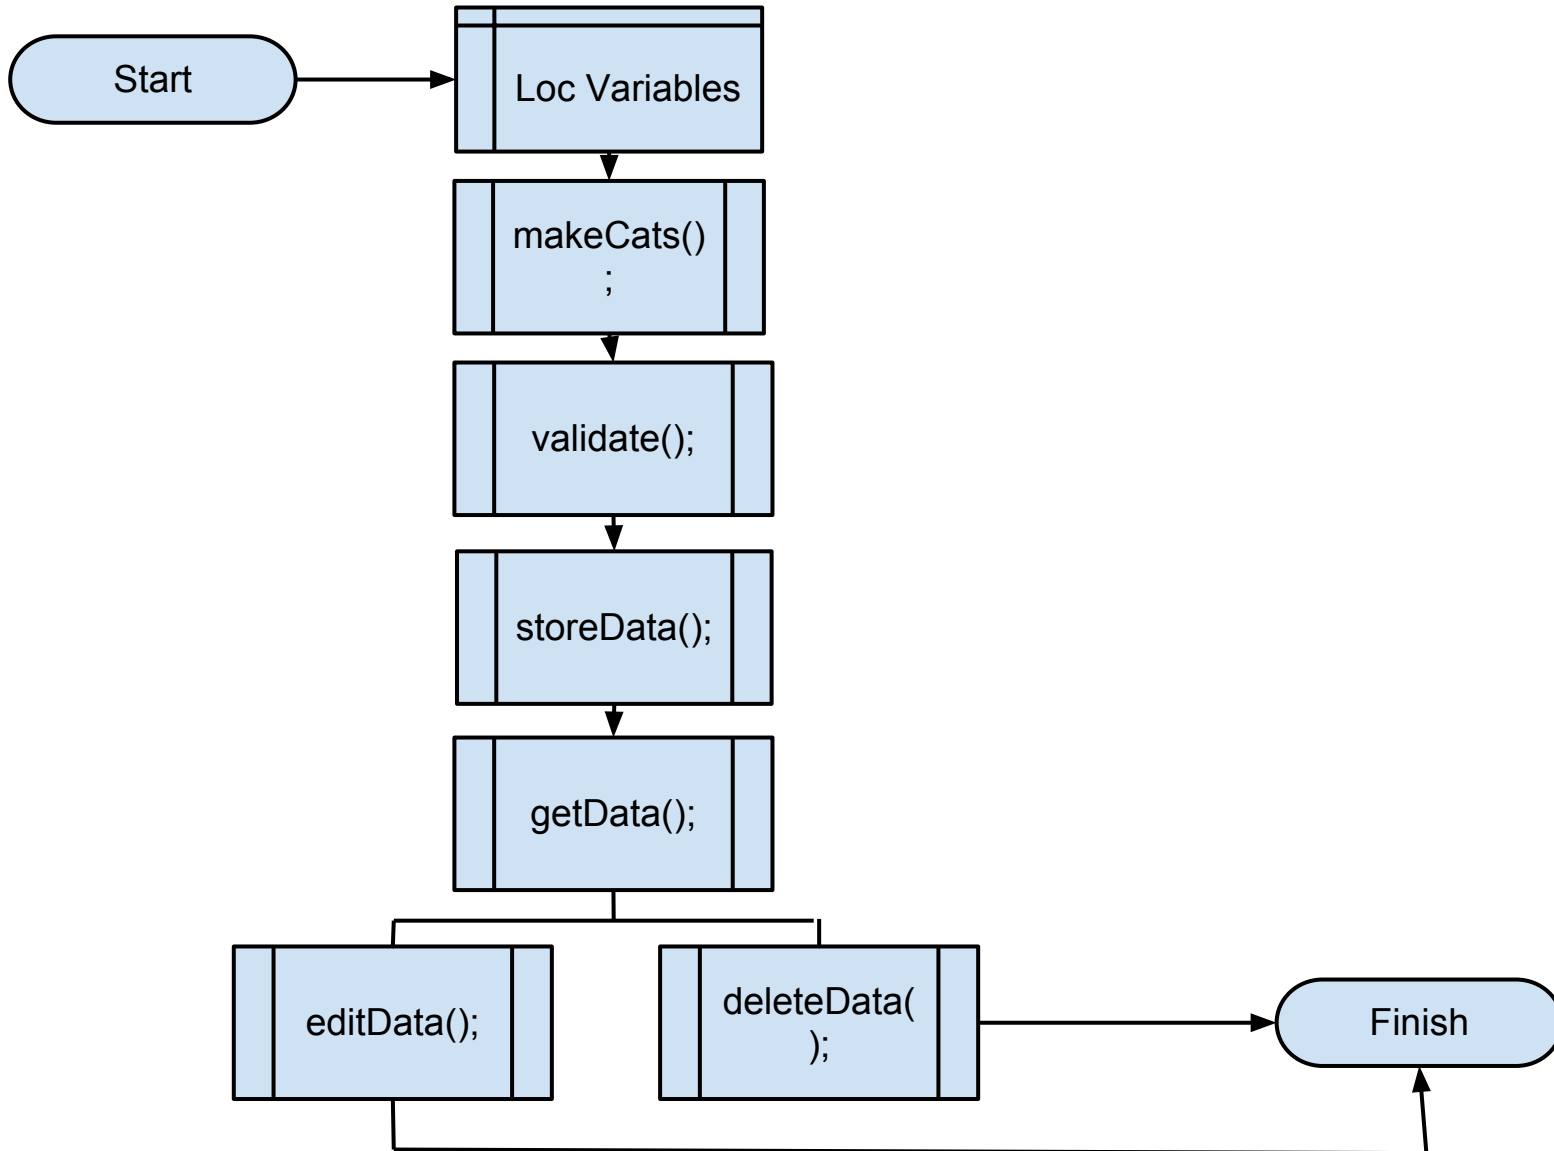 Start
Loc Variables
makeCats()
;
validate();
storeData();
getData();
editData();
deleteData(
);
Finish